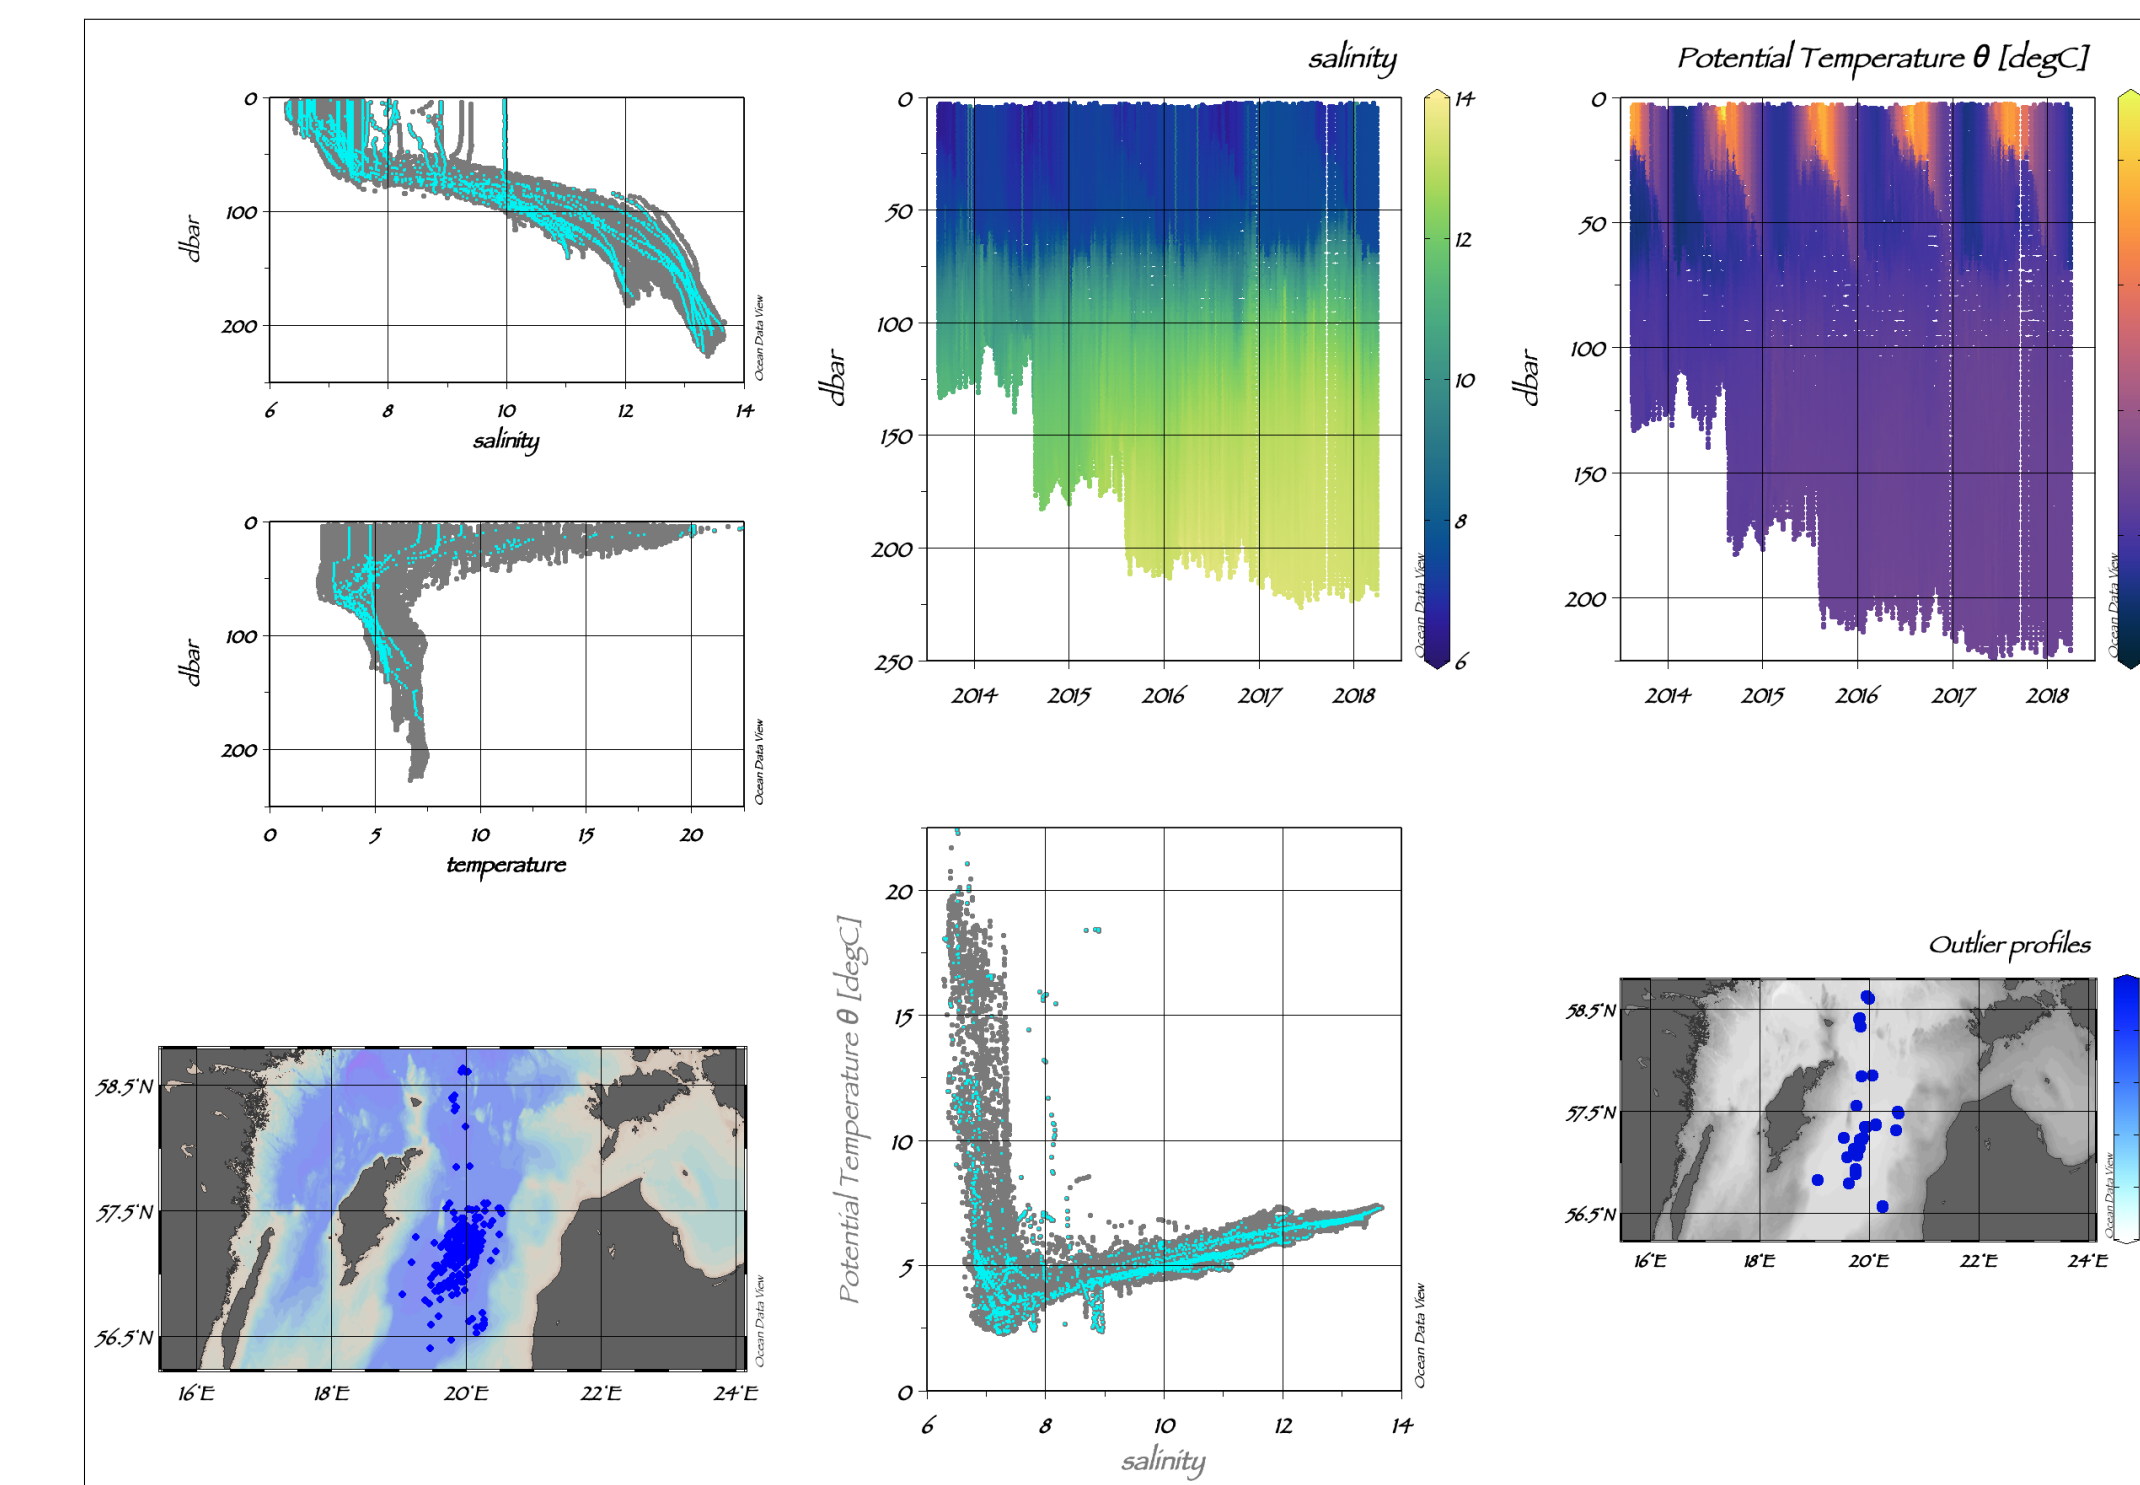 0
100
200
dbar
6 8 10 12 14
salinity
Ocean Data View
0
100
200
dbar
0 5 10 15 20
temperature
Ocean Data View
58.5°N
57.5°N
56.5°N
16°E 18°E 20°E 22°E 24°E
Ocean Data View
salinity
0
50
100
150
200
250
dbar
2014 2015 2016 2017 2018
14
12
10
8
6
Ocean Data View
Potential Temperature θ [degC]
0
50
100
150
200
dbar
2014 2015 2016 2017 2018
Ocean Data View
20
15
10
5
0
Potential Temperature θ [degC]
6 8 10 12 14
salinity
Ocean Data View
Outlier profiles
58.5°N
57.5°N
56.5°N
16°E 18°E 20°E 22°E 24°E
Ocean Data View